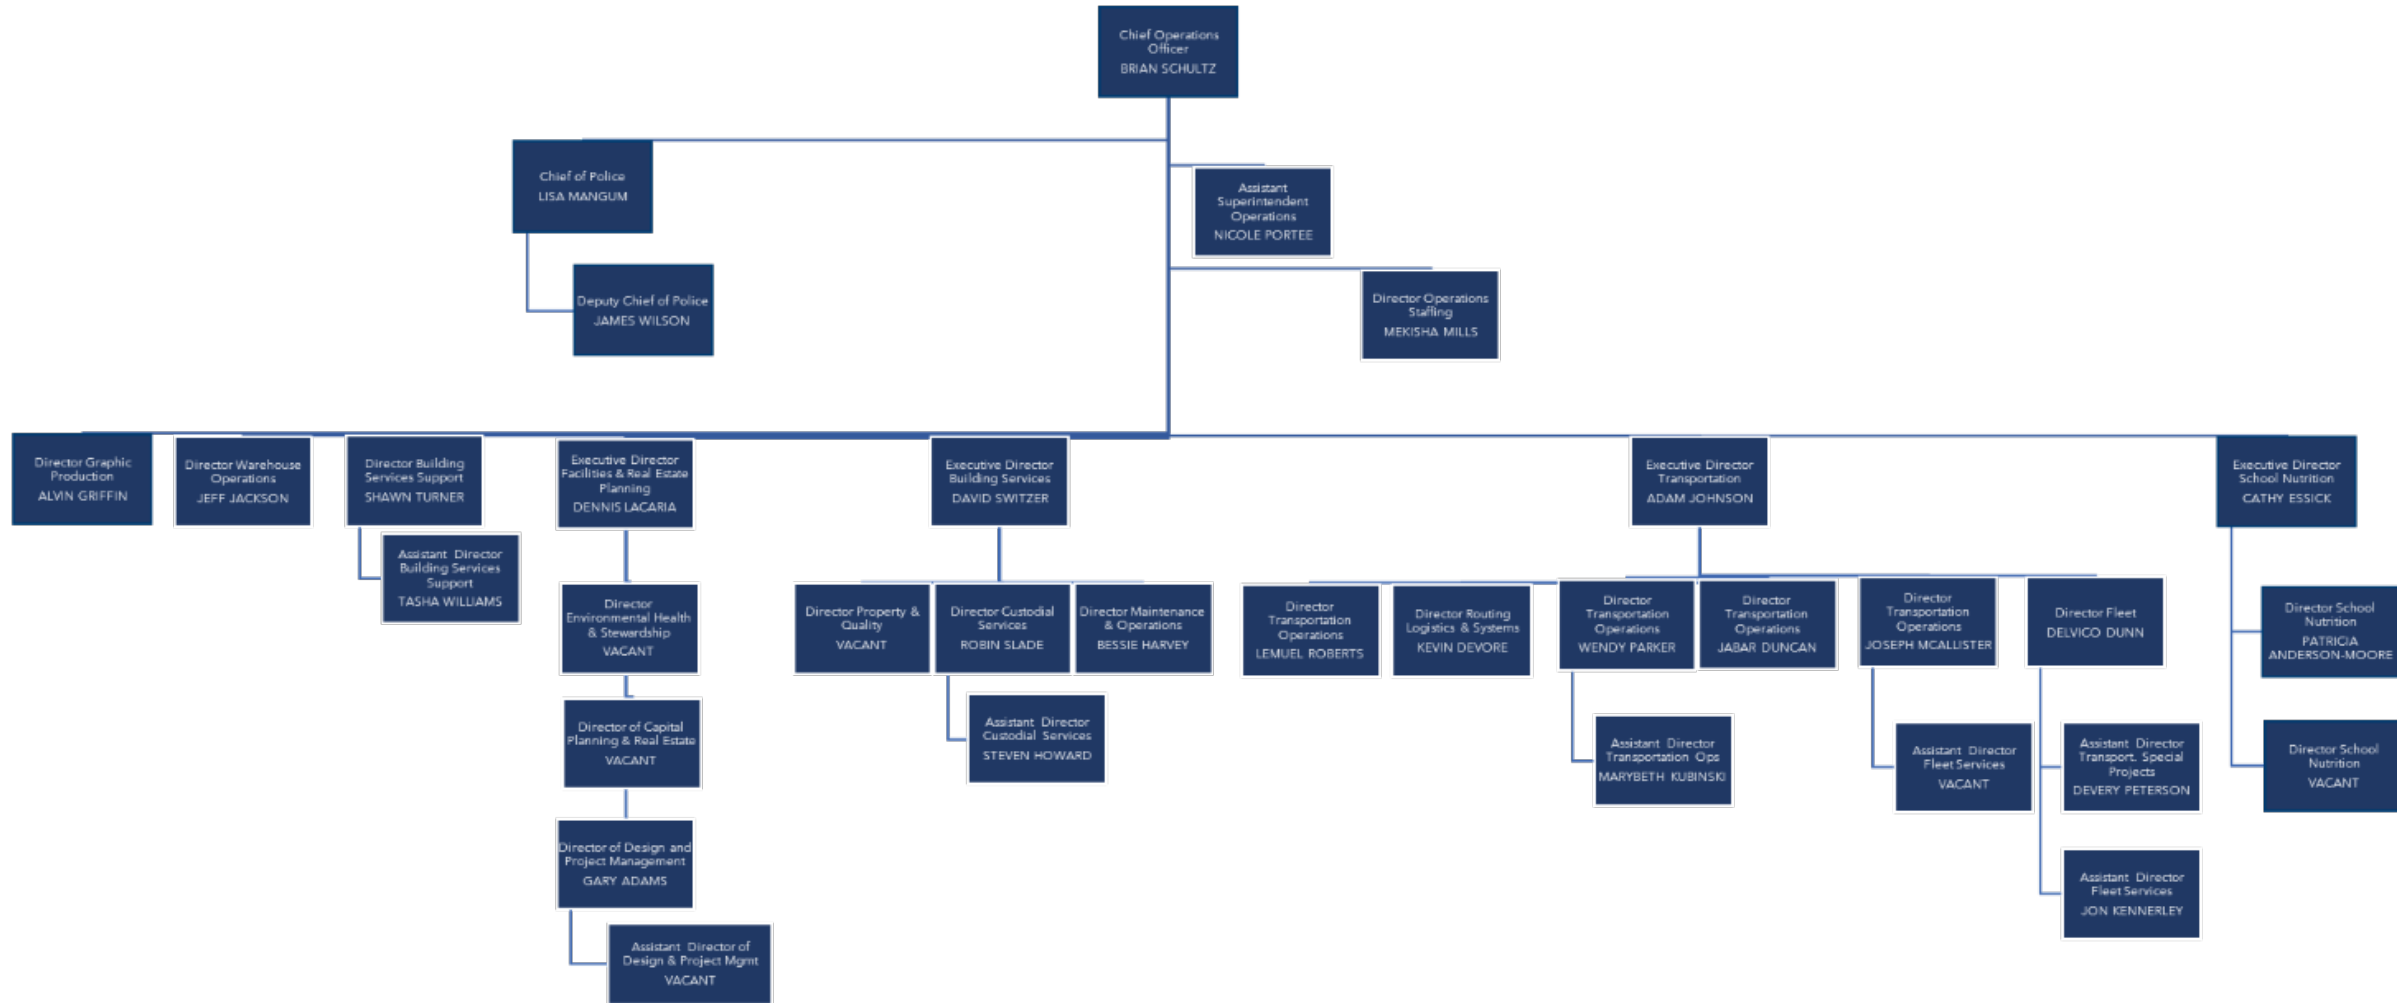 Chief Operations
Officer
BRIAN SCHULTZ
Chief of Police
LISA MANGUM
Assistant
Superintendent
Operations
NICOLE PORTEE
Deputy Chief of Police
JAMES WILSON
Director Operations
Staffing
MEKISHA MILLS
Director Graphic
Production
ALVIN GRIFFIN
Director Warehouse
Operations
JEFF JACKSON
Director Building
Services Support
SHAWN TURNER
Executive Director
Facilities & Real Estate
Planning
DENNIS LACARIA
Executive Director
Building Services
DAVID SWITZER
Executive Director
Transportation
ADAM JOHNSON
Executive Director
School Nutrition
CATHY ESSICK
Assistant Director
Building Services
Support
TASHA WILLIAMS
Director
Environmental Health
& Stewardship
VACANT
Director Property &
Quality
VACANT
Director Custodial
Services
ROBIN SLADE
Director Maintenance
& Operations
BESSIE HARVEY
Director
Transportation
Operations
LEMUEL ROBERTS
Director Routing
Logistics & Systems
KEVIN DEVORE
Director
Transportation
Operations
WENDY PARKER
Director
Transportation
Operations
JABAR DUNCAN
Director
Transportation
Operations
JOSEPH MCALLISTER
Director Fleet
DELVICO DUNN
Director School
Nutrition
PATRICIA
ANDERSON-MOORE
Director of Capital
Planning & Real Estate
VACANT
Assistant Director
Custodial Services
STEVEN HOWARD
Assistant Director
Transportation Ops
MARYBETH KUBINSKI
Assistant Director
Fleet Services
VACANT
Assistant Director
Transport. Special
Projects
DEVERY PETERSON
Director School
Nutrition
VACANT
Director of Design and
Project Management
GARY ADAMS
Assistant Director
Fleet Services
JON KENNERLEY
Assistant Director of
Design & Project Mgmt
VACANT